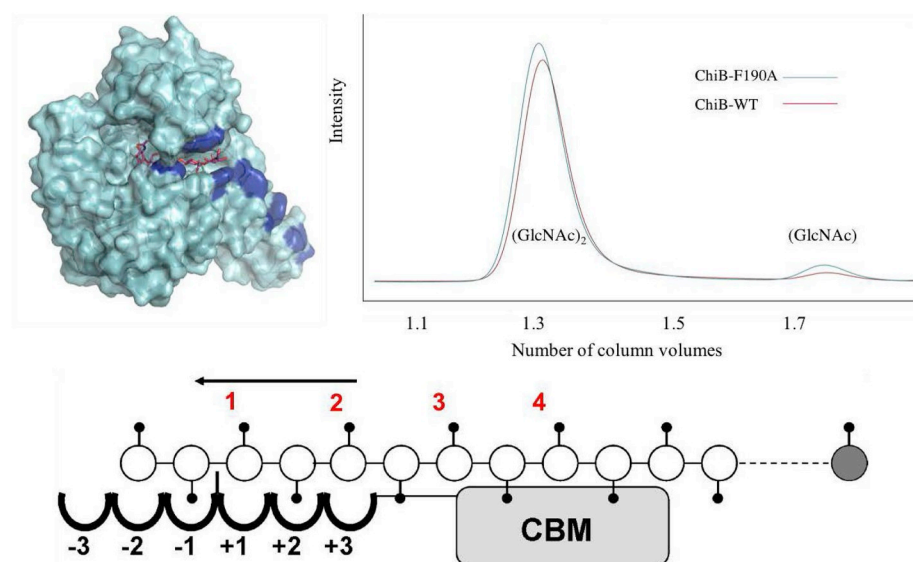 ChiB-F190A
ChiB-WT
Intensity
(GlcNAc)2
(GlcNAc)
1.1 1.3 1.5 1.7
Number of column volumes
1 2 3 4
CBM
-3 -2 -1 +1 +2 +3